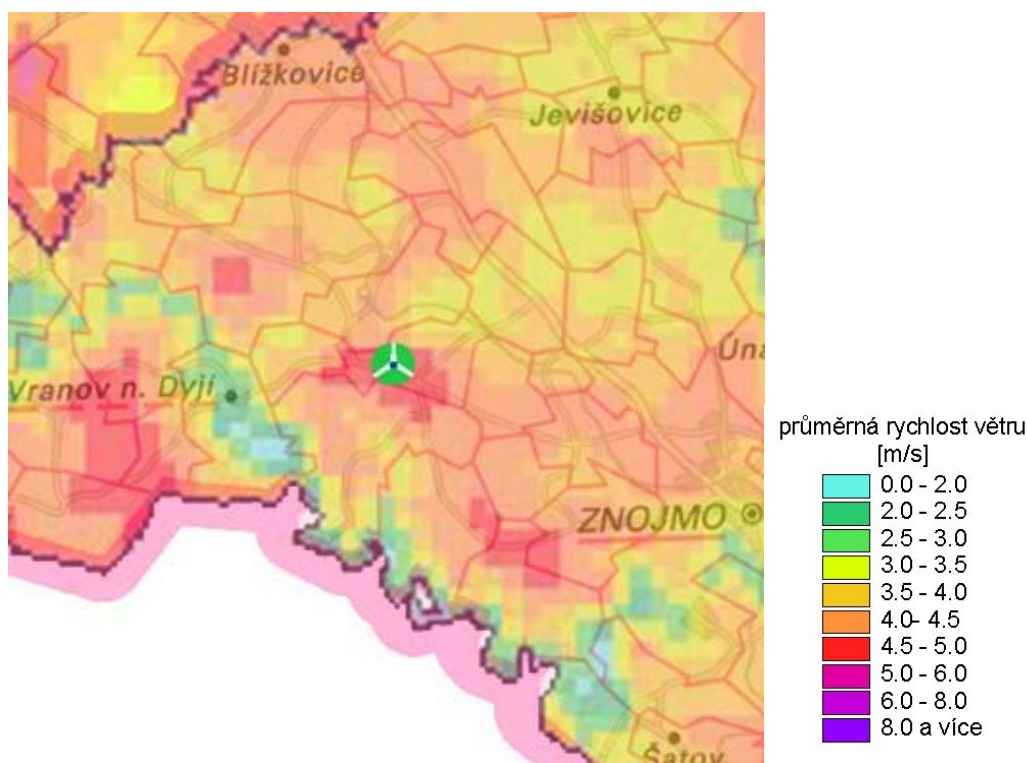 Blížkovice
Jevišovice
Úna
Vranov n. Dyjí
ZNOJMO
Šatov
průměrná rychlost větru
[m/s]
0.0 - 2.0
2.0 - 2.5
2.5 - 3.0
3.0 - 3.5
3.5 - 4.0
4.0- 4.5
4.5 - 5.0
5.0 - 6.0
6.0 - 8.0
8.0 a více